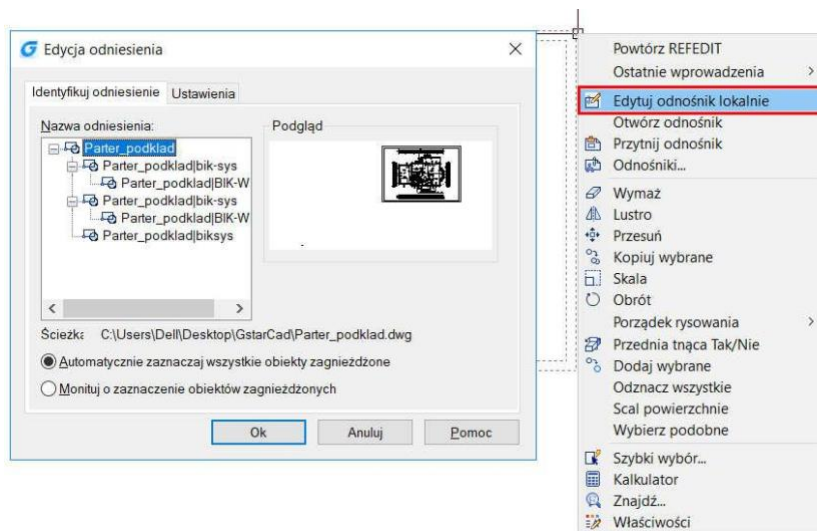 Edycja odniesienia
Identyfikuj odniesienie
Ustawienia
Nazwa odniesienia:
Parter_podklad
Parter_podklad|bik-sys
Parter_podklad|BIK-W
Parter_podklad|bik-sys
Parter_podklad|BIK-W
Parter_podklad|biksys
Podgląd
Ścieżka C:\Users\Dell\Desktop\GstarCad\Parter_podklad.dwg
Automatycznie zaznaczaj wszystkie obiekty zagnieżdżone
Monituj o zaznaczenie obiektów zagnieżdżonych
Ok
Anuluj
Pomoc
Powtórz REFEDIT
Ostatnie wprowadzenia
Edytuj odnośnik lokalnie
Otwórz odnośnik
Przytnij odnośnik
Odnośniki...
Wymaż
Lustro
Przesuń
Kopiuj wybrane
Skala
Obrót
Porządek rysowania
Przednia tnąca Tak/Nie
Dodaj wybrane
Odznacz wszystkie
Scal powierzchnie
Wybierz podobne
Szybki wybór...
Kalkulator
Znajdź...
Właściwości